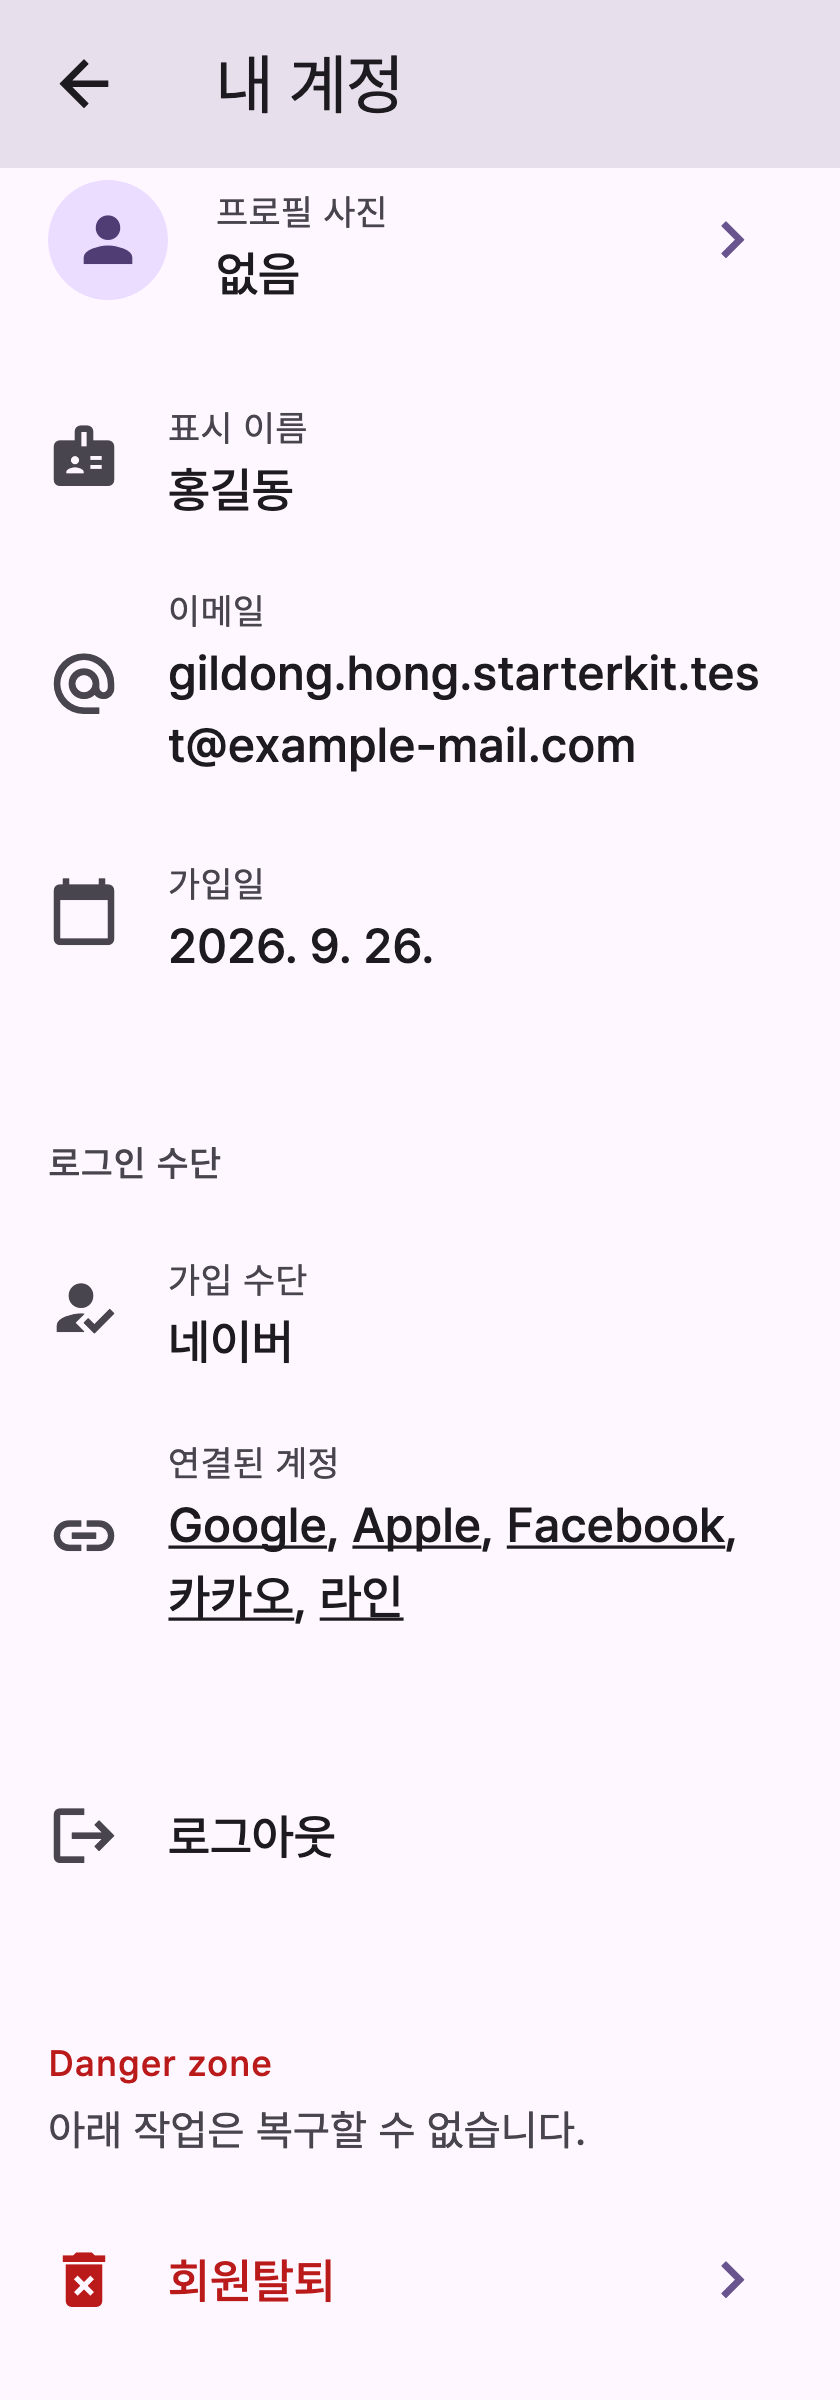 내 계정
프로필 사진
없음
표시 이름
홍길동
이메일
gildong.hong.starterkit.tes
t@example-mail.com
가입일
2026. 9. 26.
로그인 수단
가입 수단
네이버
연결된 계정
Google, Apple, Facebook,
카카오, 라인
로그아웃
Danger zone
아래 작업은 복구할 수 없습니다.
회원탈퇴